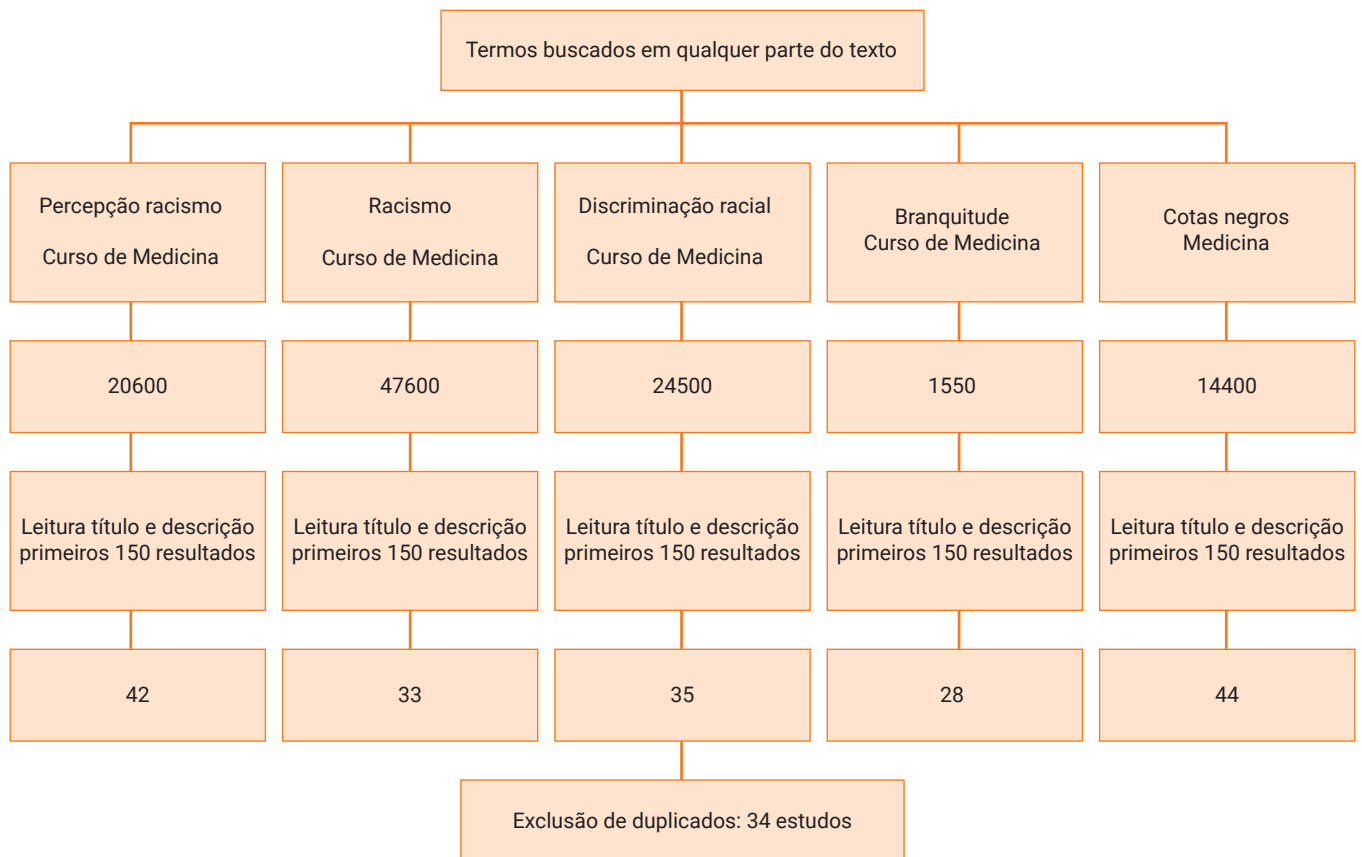 Termos buscados em qualquer parte do texto
Percepção racismo
Curso de Medicina
Racismo
Curso de Medicina
Discriminação racial
Curso de Medicina
Branquitude
Curso de Medicina
Cotas negros
Medicina
20600
47600
24500
1550
14400
Leitura título e descrição
primeiros 150 resultados
Leitura título e descrição
primeiros 150 resultados
Leitura título e descrição
primeiros 150 resultados
Leitura título e descrição
primeiros 150 resultados
Leitura título e descrição
primeiros 150 resultados
42
33
35
28
44
Exclusão de duplicados: 34 estudos